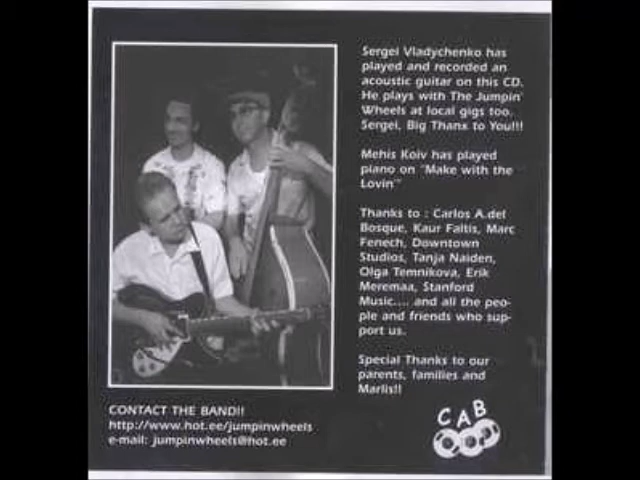 Sergei Vladychenko has
played and recorded an
acoustic guitar on this CD.
He plays with The Jumpin'
Wheels at local gigs too.
Sergei, Big Thanx to You!!!
Mehis Koiv has played
piano on "Make with the
Lovin'"
Thanks to : Carlos A.del
Bosque, Kaur Faltis, Marc
Fenech, Downtown
Studios, Tanja Naiden,
Olga Temnikova, Erik
Meremaa, Stanford
Music.... and all the peo-
ple and friends who sup-
port us.
Special Thanks to our
parents, families and
Marlis!!
CONTACT THE BAND!!
http://www.hot.ee/jumpinwheels
e-mail: jumpinwheels@hot.ee
CAB